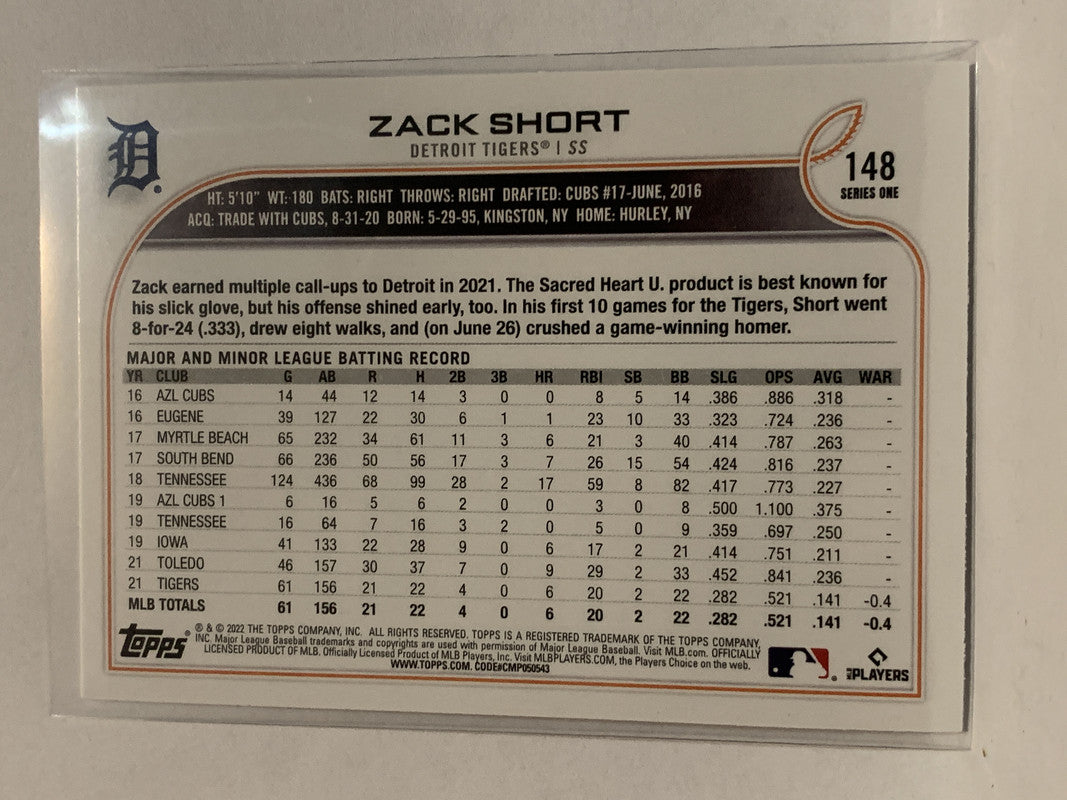 D
ZACK SHORT
DETROIT TIGERS® | SS
148
SERIES ONE
HT: 5'10" WT: 180 BATS: RIGHT THROWS: RIGHT DRAFTED: CUBS #17-JUNE, 2016
ACQ: TRADE WITH CUBS, 8-31-20 BORN: 5-29-95, KINGSTON, NY HOME: HURLEY, NY
Zack earned multiple call-ups to Detroit in 2021. The Sacred Heart U. product is best known for
his slick glove, but his offense shined early, too. In his first 10 games for the Tigers, Short went
8-for-24 (.333), drew eight walks, and (on June 26) crushed a game-winning homer.
MAJOR AND MINOR LEAGUE BATTING RECORD
YR CLUB G AB R H 2B 3B HR RBI SB BB SLG OPS AVG WAR
16 AZL CUBS 14 44 12 14 3 0 0 8 5 14 .386 .886 .318 -
16 EUGENE 39 127 22 30 6 1 1 23 10 33 .323 .724 .236 -
17 MYRTLE BEACH 65 232 34 61 11 3 6 21 3 40 .414 .787 .263 -
17 SOUTH BEND 66 236 50 56 17 3 7 26 15 54 .424 .816 .237 -
18 TENNESSEE 124 436 68 99 28 2 17 59 8 82 .417 .773 .227 -
19 AZL CUBS 1 6 16 5 6 2 0 0 3 0 8 .500 1.100 .375 -
19 TENNESSEE 16 64 7 16 3 2 0 5 0 9 .359 .697 .250 -
19 IOWA 41 133 22 28 9 0 6 17 2 21 .414 .751 .211 -
21 TOLEDO 46 157 30 37 7 0 9 29 2 33 .452 .841 .236 -
21 TIGERS 61 156 21 22 4 0 6 20 2 22 .282 .521 .141 -0.4
MLB TOTALS 61 156 21 22 4 0 6 20 2 22 .282 .521 .141 -0.4
Topps®
® & © 2022 THE TOPPS COMPANY, INC. ALL RIGHTS RESERVED. TOPPS IS A REGISTERED TRADEMARK OF THE TOPPS COMPANY,
INC. Major League Baseball trademarks and copyrights are used with permission of Major League Baseball. Visit MLB.com. OFFICIALLY
LICENSED PRODUCT OF MLB. Officially Licensed Product of MLB Players, Inc. Visit MLBPLAYERS.COM, the Players Choice on the web.
WWW.TOPPS.COM. CODE#CMP050543
PLAYERS